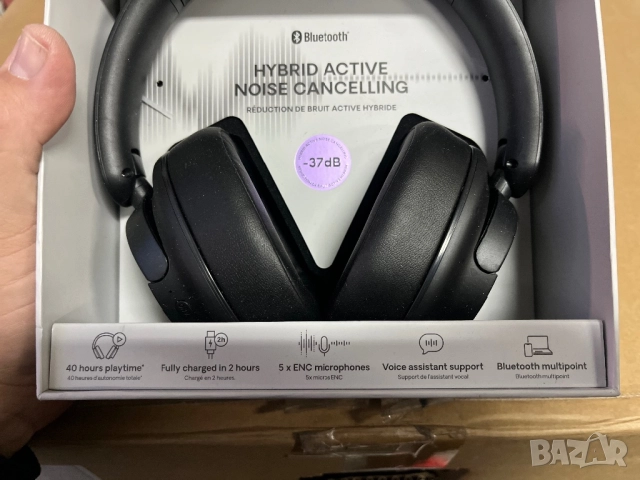 Bluetooth
HYBRID ACTIVE
NOISE CANCELLING
RÉDUCTION DE BRUIT ACTIVE HYBRIDE
-37dB
2h
40 hours playtime*
40 heures d'autonomie totale*
Fully charged in 2 hours
Chargé en 2 heures
5 x ENC microphones
5x micros ENC
Voice assistant support
Support de l'assistant vocal
Bluetooth multipoint
Bluetooth multipoint
BAZAR